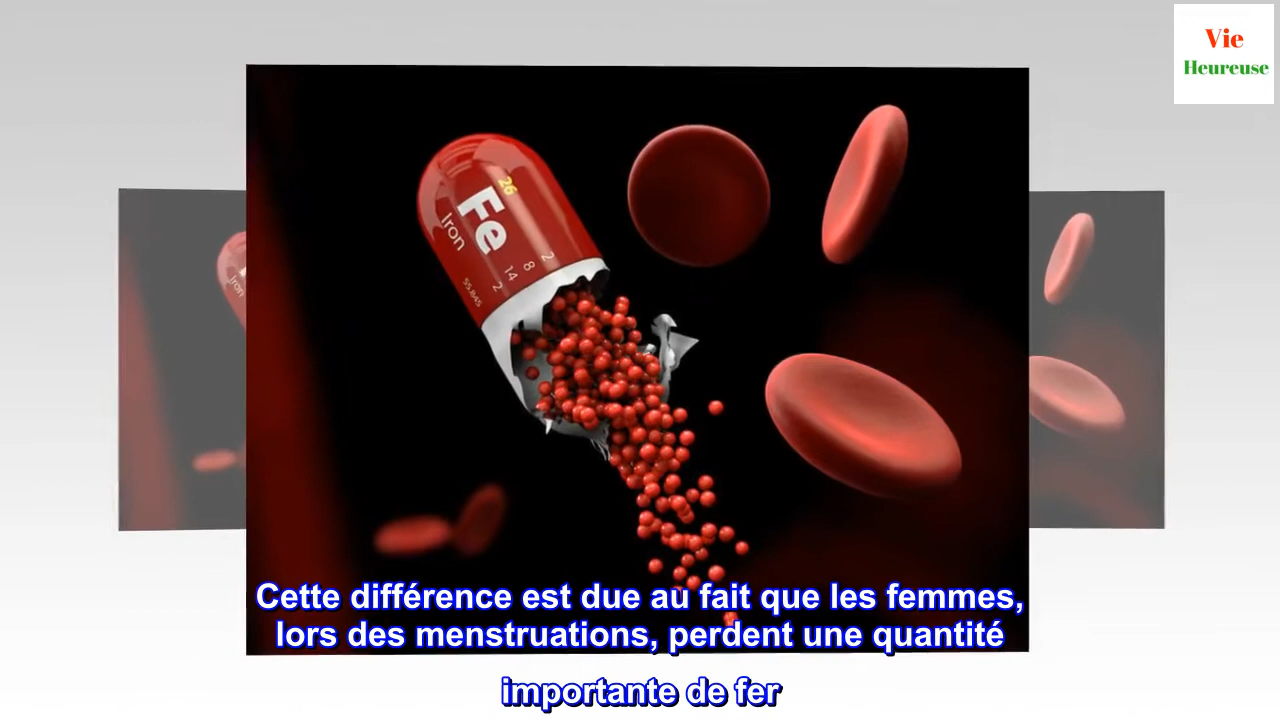 Vie
Heureuse
26
Fe
Iron
2
8
14
2
55.845
Iron
Cette différence est due au fait que les femmes,
lors des menstruations, perdent une quantité
importante de fer